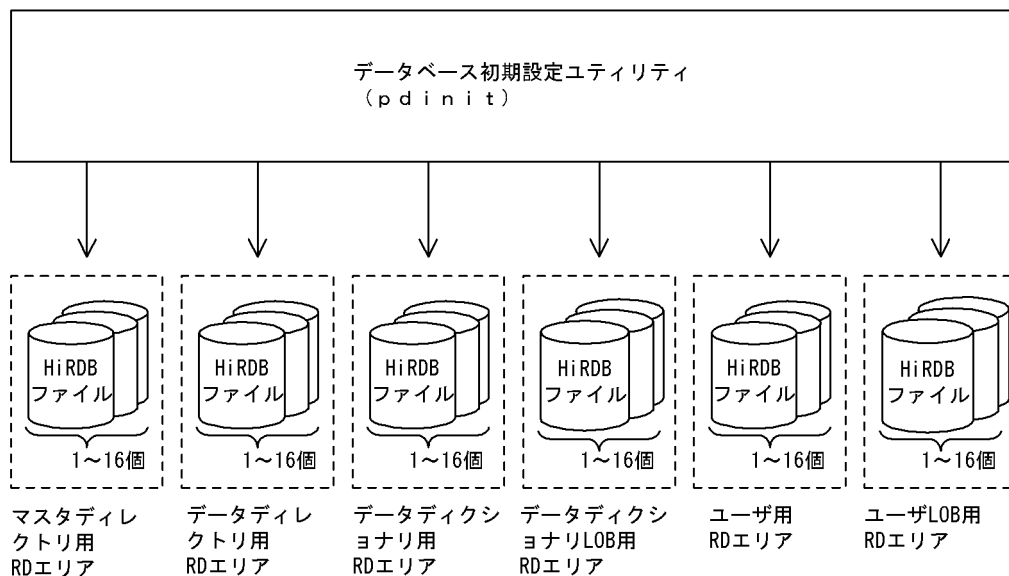 データベース初期設定ユティリティ
（ｐｄｉｎｉｔ）
HiRDB
ファイル
1～16個
マスタディレ
クトリ用
RDエリア
HiRDB
ファイル
1～16個
データディレ
クトリ用
RDエリア
HiRDB
ファイル
1～16個
データディクシ
ョナリ用
RDエリア
HiRDB
ファイル
1～16個
データディクシ
ョナリLOB用
RDエリア
HiRDB
ファイル
1～16個
ユーザ用
RDエリア
HiRDB
ファイル
1～16個
ユーザLOB用
RDエリア